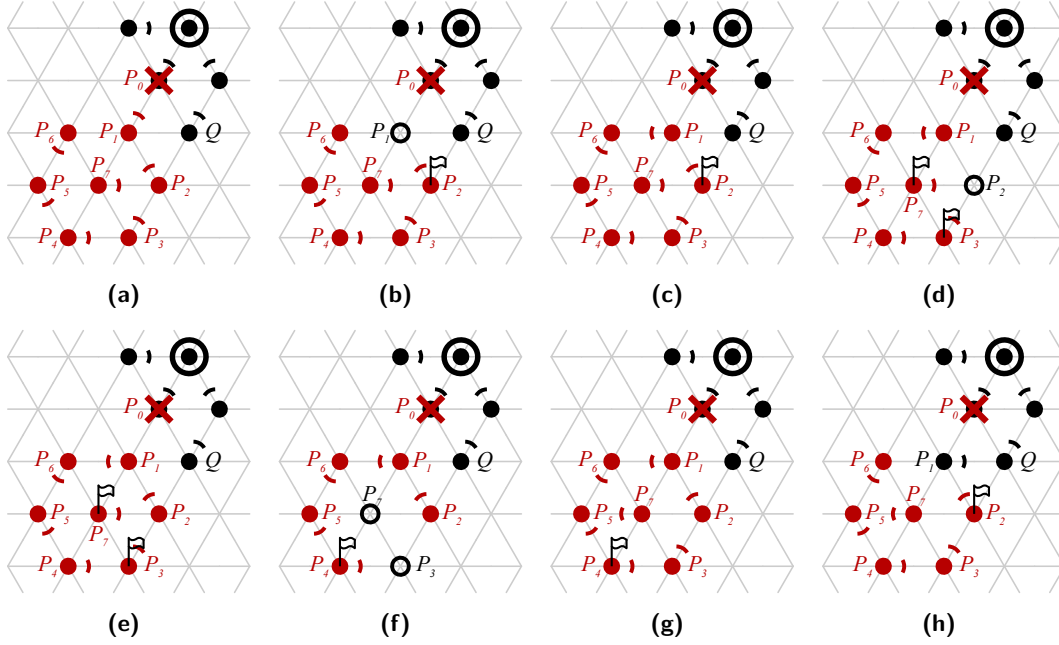 P0
P6 P1 Q
P5 P7 P2
P4 P3
(a)
P0
P6 P1 Q
P5 P7 P2
P4 P3
(b)
P0
P6 P1 Q
P5 P7 P2
P4 P3
(c)
P0
P6 P1 Q
P5 P7 P2
P4 P3
(d)
P0
P6 P1 Q
P5 P7 P2
P4 P3
(e)
P0
P6 P1 Q
P5 P7 P2
P4 P3
(f)
P0
P6 P1 Q
P5 P7 P2
P4 P3
(g)
P0
P6 P1 Q
P5 P7 P2
P4 P3
(h)